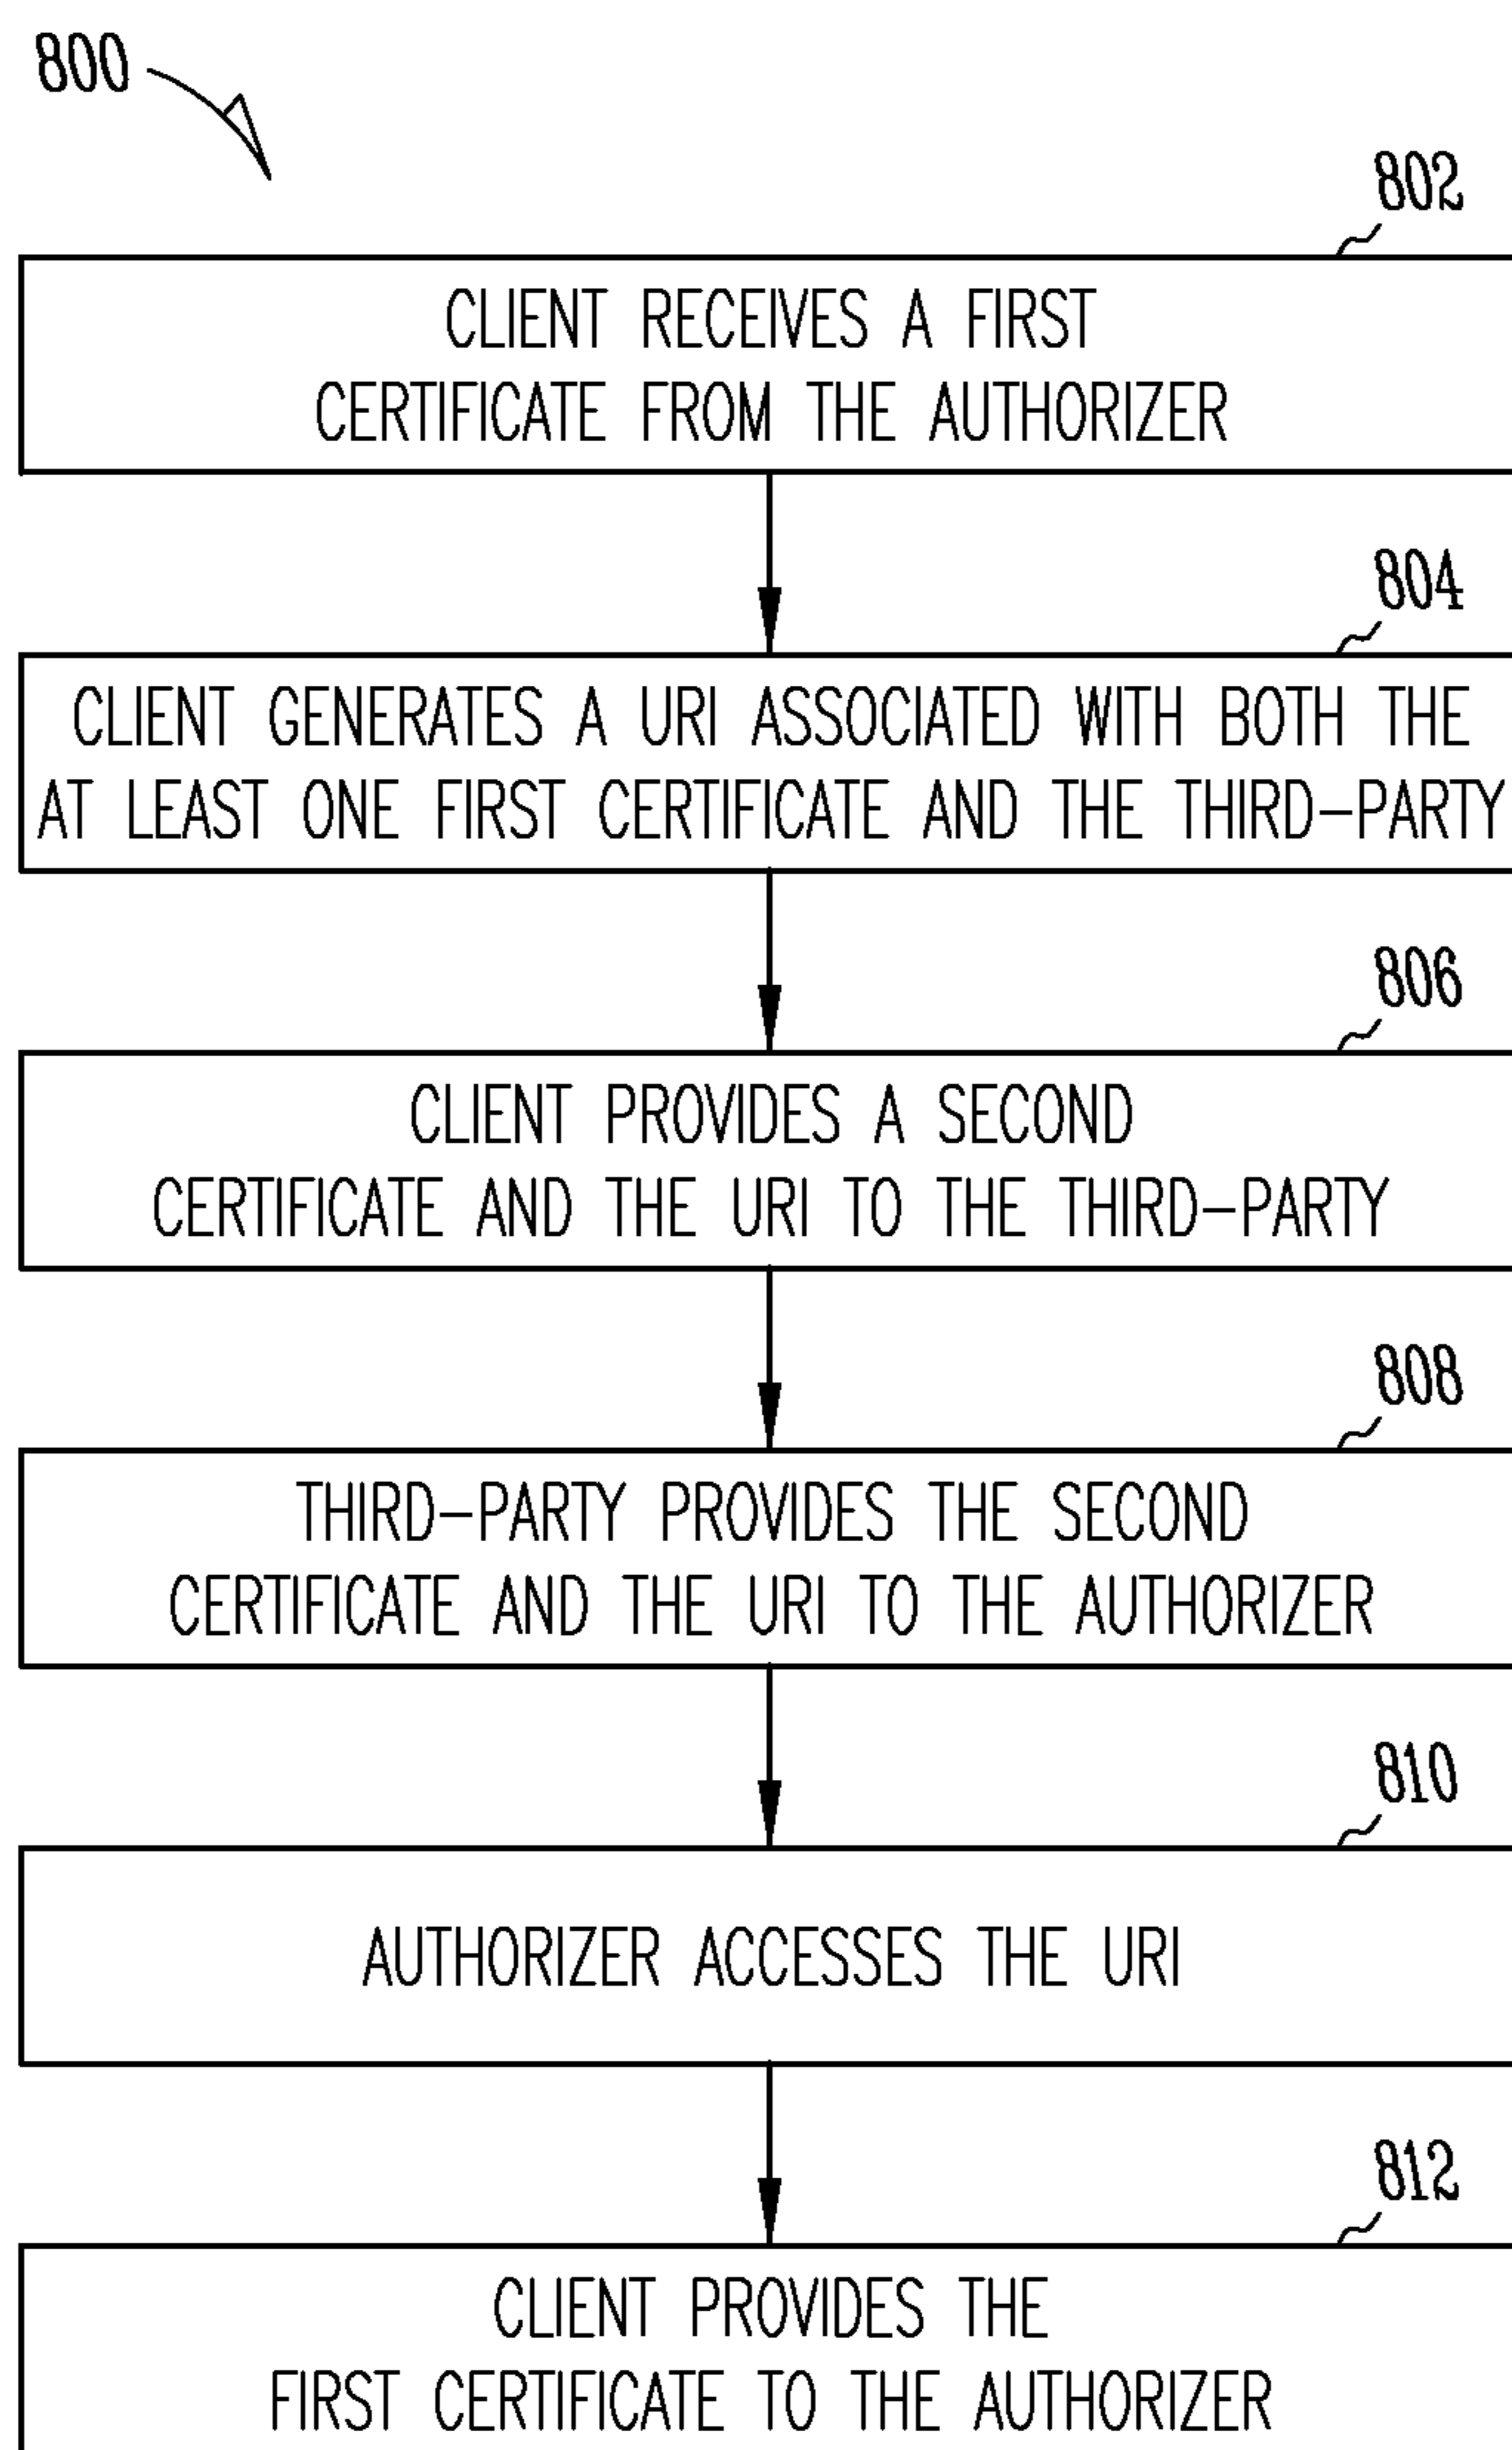 800
802
CLIENT RECEIVES A FIRST
CERTIFICATE FROM THE AUTHORIZER
804
CLIENT GENERATES A URI ASSOCIATED WITH BOTH THE
AT LEAST ONE FIRST CERTIFICATE AND THE THIRD-PARTY
806
CLIENT PROVIDES A SECOND
CERTIFICATE AND THE URI TO THE THIRD-PARTY
808
THIRD-PARTY PROVIDES THE SECOND
CERTIFICATE AND THE URI TO THE AUTHORIZER
810
AUTHORIZER ACCESSES THE URI
812
CLIENT PROVIDES THE
FIRST CERTIFICATE TO THE AUTHORIZER